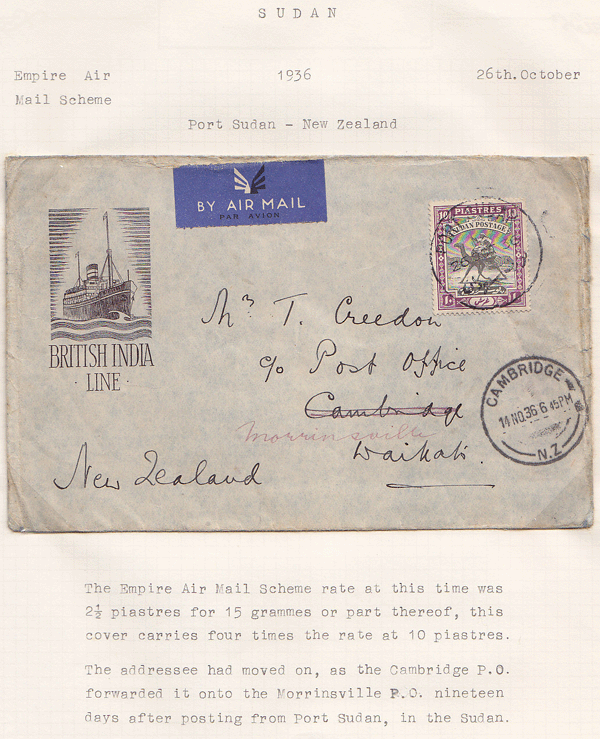 SUDAN
Empire Air
Mail Scheme
1936
26th.October
Port Sudan - New Zealand
BY AIR MAIL
PAR AVION
10 PIASTRES 10
SUDAN POSTAGE
BRITISH INDIA
· LINE ·
Mr T. Creedon
c/o Post Office
Cambridge
Morrinsville
Waikato.
New Zealand
CAMBRIDGE
14 NO.36 6 45PM
N.Z.
The Empire Air Mail Scheme rate at this time was
2½ piastres for 15 grammes or part thereof, this
cover carries four times the rate at 10 piastres.
The addressee had moved on, as the Cambridge P.O.
forwarded it onto the Morrinsville P.O. nineteen
days after posting from Port Sudan, in the Sudan.